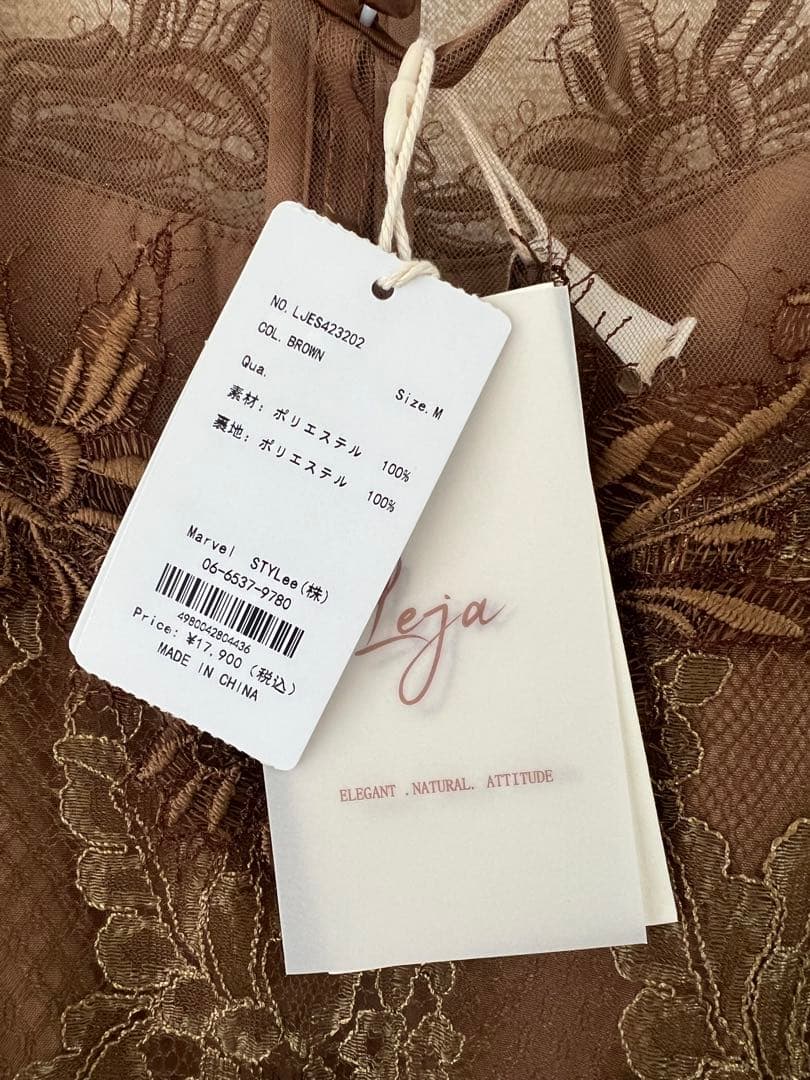 NO. LJES423202
COL. BROWN
Qua.
Size. M
素材: ポリエステル 100%
裏地: ポリエステル 100%
Marvel STYLee(株)
06-6537-9780
4980042804436
Price: ¥17,900 (税込)
MADE IN CHINA
Leja
ELEGANT .NATURAL. ATTITUDE